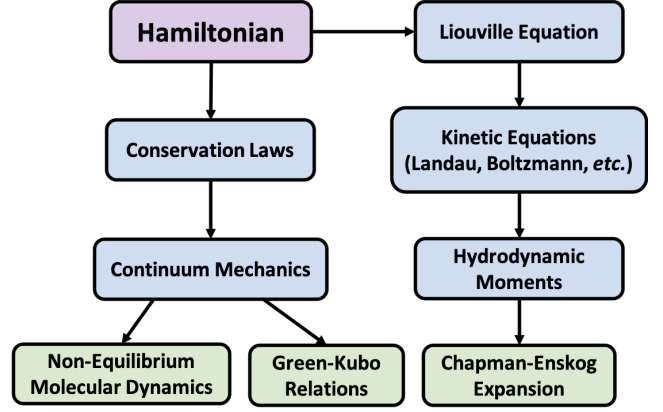 Hamiltonian
Liouville Equation
Conservation Laws
Kinetic Equations
(Landau, Boltzmann, etc.)
Continuum Mechanics
Hydrodynamic
Moments
Non-Equilibrium
Molecular Dynamics
Green-Kubo
Relations
Chapman-Enskog
Expansion